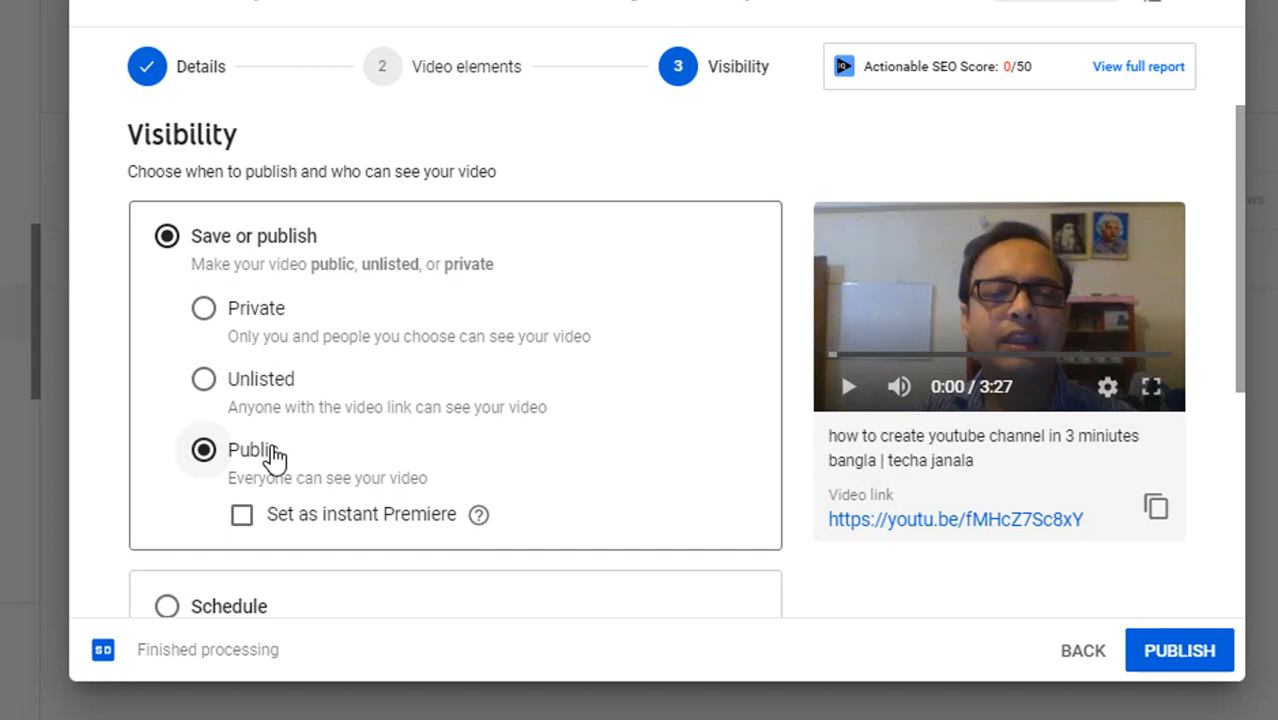 Details
2
Video elements
3
Visibility
Actionable SEO Score: 0/50
View full report
Visibility
Choose when to publish and who can see your video
Save or publish
Make your video public, unlisted, or private
Private
Only you and people you choose can see your video
Unlisted
Anyone with the video link can see your video
Public
Everyone can see your video
Set as instant Premiere
?
Schedule
0:00 / 3:27
how to create youtube channel in 3 miniutes
bangla | techa janala
Video link
https://youtu.be/fMHcZ7Sc8xY
SD
Finished processing
BACK
PUBLISH